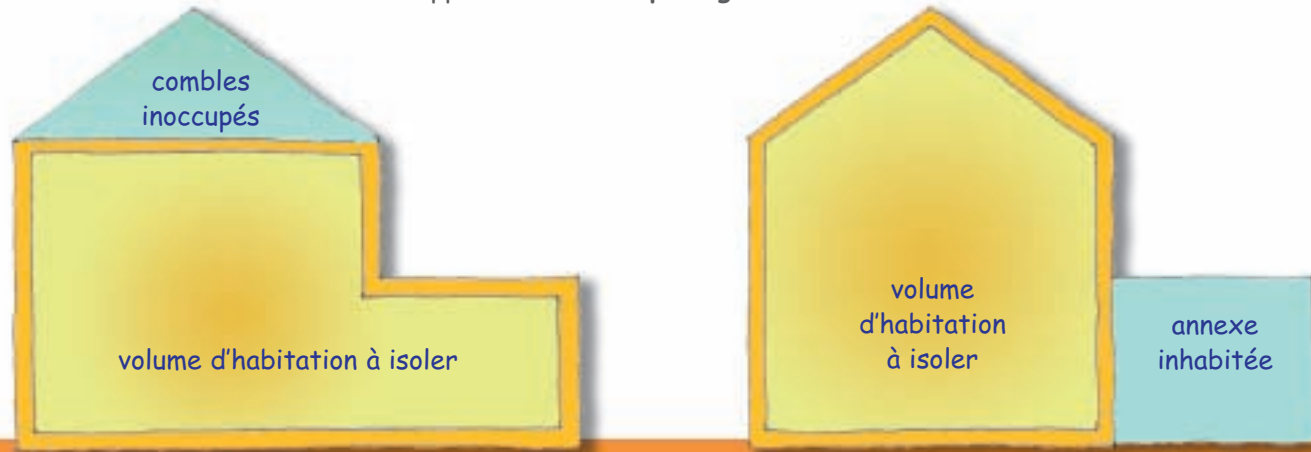 combles
inoccupés
volume d'habitation à isoler
volume
d'habitation
à isoler
annexe
inhabitée